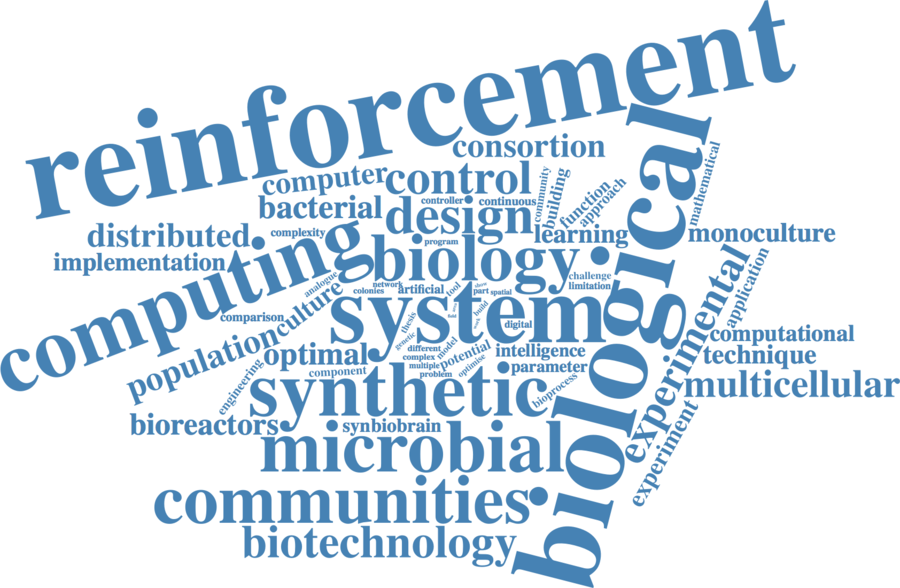 reinforcement
consortion
computer
control
community
building
mathematical
bacterial
controller
continuous
function
approach
design
distributed
complexity
learning
monoculture
program
implementation
computing
biology
biological
analogue
challenge
limitation
network
colonies
artificial
tool
show
part
spatial
experimental
application
culture
system
build
comparison
thesis
digital
population
computational
optimal
genetic
different
complex
model
potential
intelligence
technique
multiple
problem
optimise
parameter
engineering
component
synthetic
bioprocess
multicellular
bioreactors
synbiobrain
experiment
microbial
communities
biotechnology